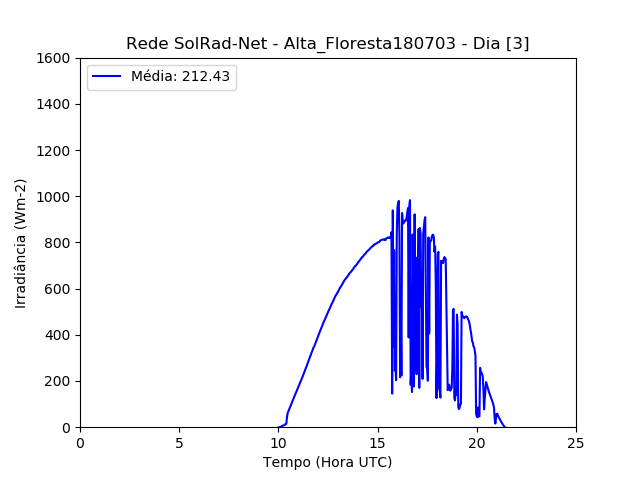 Rede SolRad-Net - Alta_Floresta180703 - Dia [3]
Média: 212.43
1600
1400
1200
1000
800
600
400
200
0
Irradiância (Wm-2)
0 5 10 15 20 25
Tempo (Hora UTC)